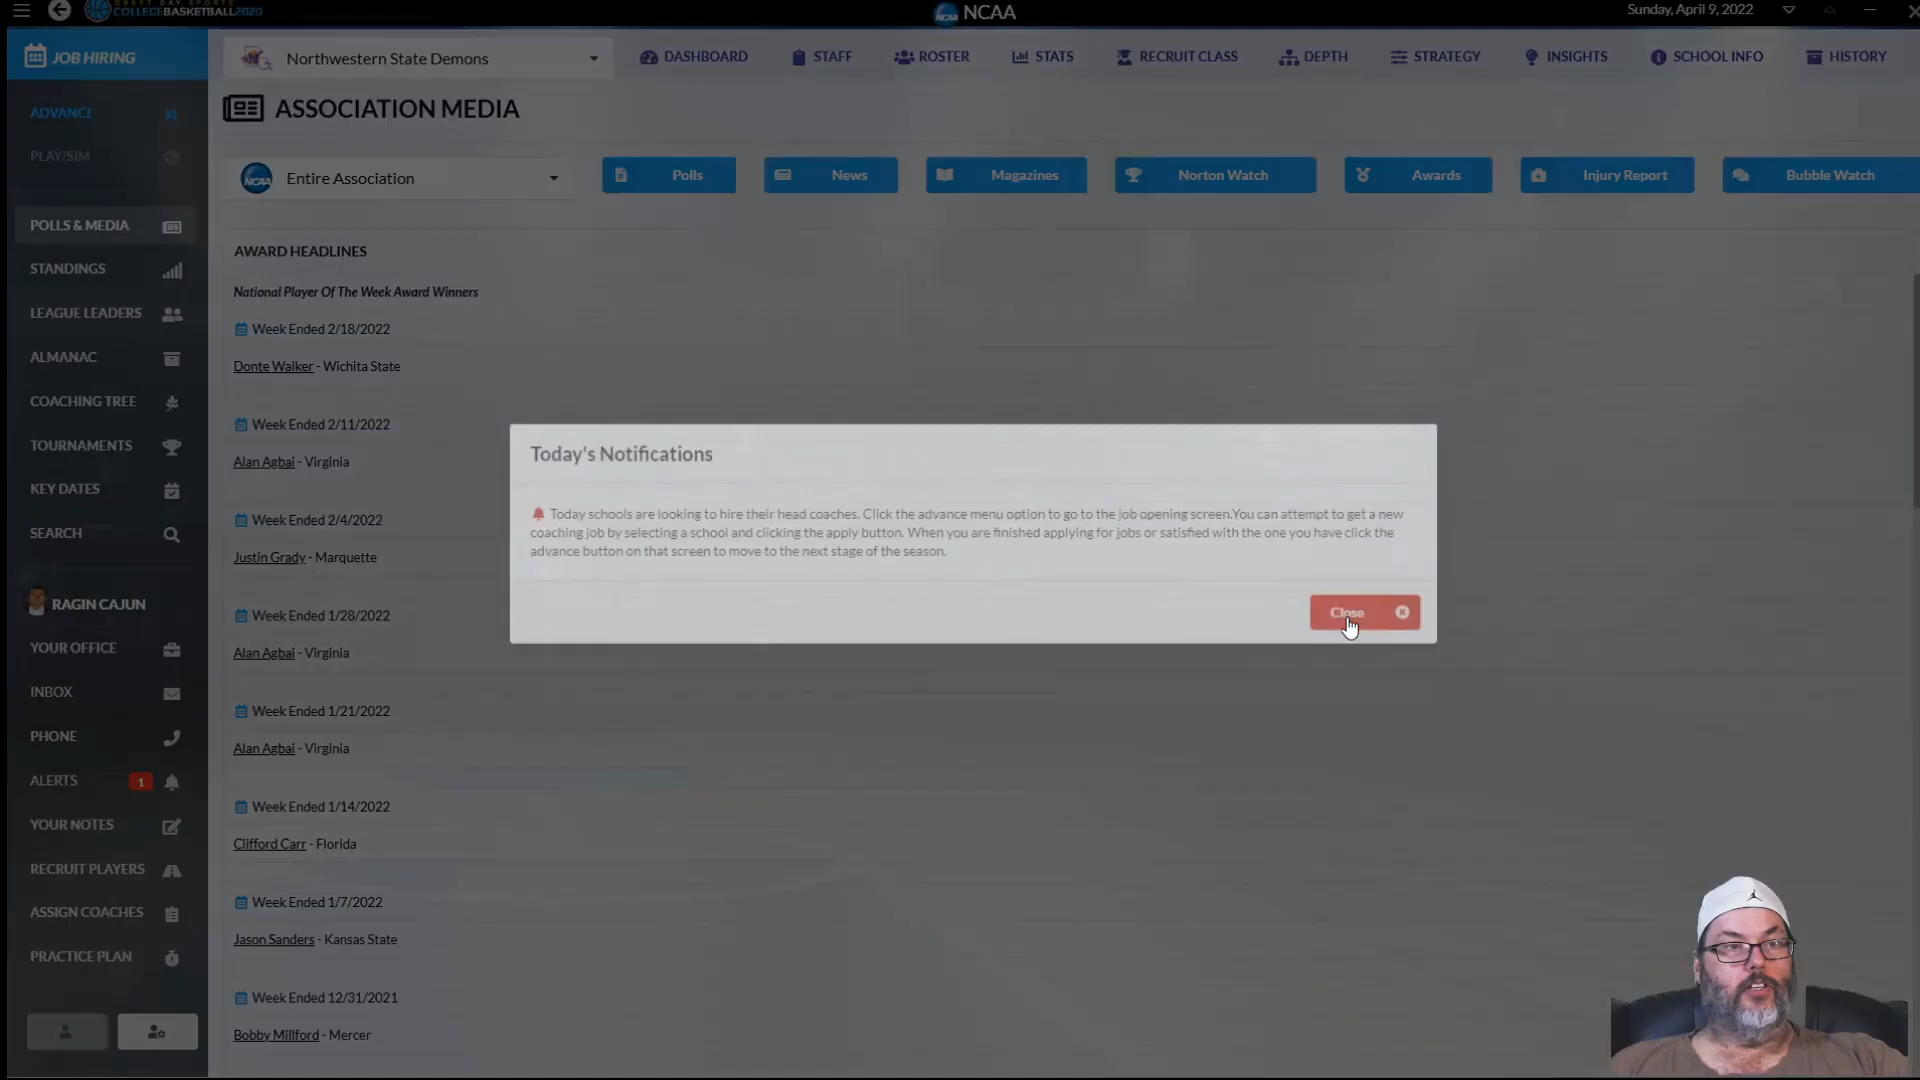 DRAFT DAY SPORTS
COLLEGE BASKETBALL 2020
NCAA
Sunday, April 9, 2022
JOB HIRING
Northwestern State Demons
DASHBOARD
STAFF
ROSTER
STATS
RECRUIT CLASS
DEPTH
STRATEGY
INSIGHTS
SCHOOL INFO
HISTORY
ADVANCE
PLAY/SIM
POLLS & MEDIA
STANDINGS
LEAGUE LEADERS
ALMANAC
COACHING TREE
TOURNAMENTS
KEY DATES
SEARCH
RAGIN CAJUN
YOUR OFFICE
INBOX
PHONE
ALERTS 1
YOUR NOTES
RECRUIT PLAYERS
ASSIGN COACHES
PRACTICE PLAN
ASSOCIATION MEDIA
NCAA Entire Association
Polls
News
Magazines
Norton Watch
Awards
Injury Report
Bubble Watch
AWARD HEADLINES
National Player Of The Week Award Winners
Week Ended 2/18/2022
Donte Walker - Wichita State
Week Ended 2/11/2022
Alan Agbai - Virginia
Week Ended 2/4/2022
Justin Grady - Marquette
Week Ended 1/28/2022
Alan Agbai - Virginia
Week Ended 1/21/2022
Alan Agbai - Virginia
Week Ended 1/14/2022
Clifford Carr - Florida
Week Ended 1/7/2022
Jason Sanders - Kansas State
Week Ended 12/31/2021
Bobby Millford - Mercer
Today's Notifications
Today schools are looking to hire their head coaches. Click the advance menu option to go to the job opening screen.You can attempt to get a new
coaching job by selecting a school and clicking the apply button. When you are finished applying for jobs or satisfied with the one you have click the
advance button on that screen to move to the next stage of the season.
Close